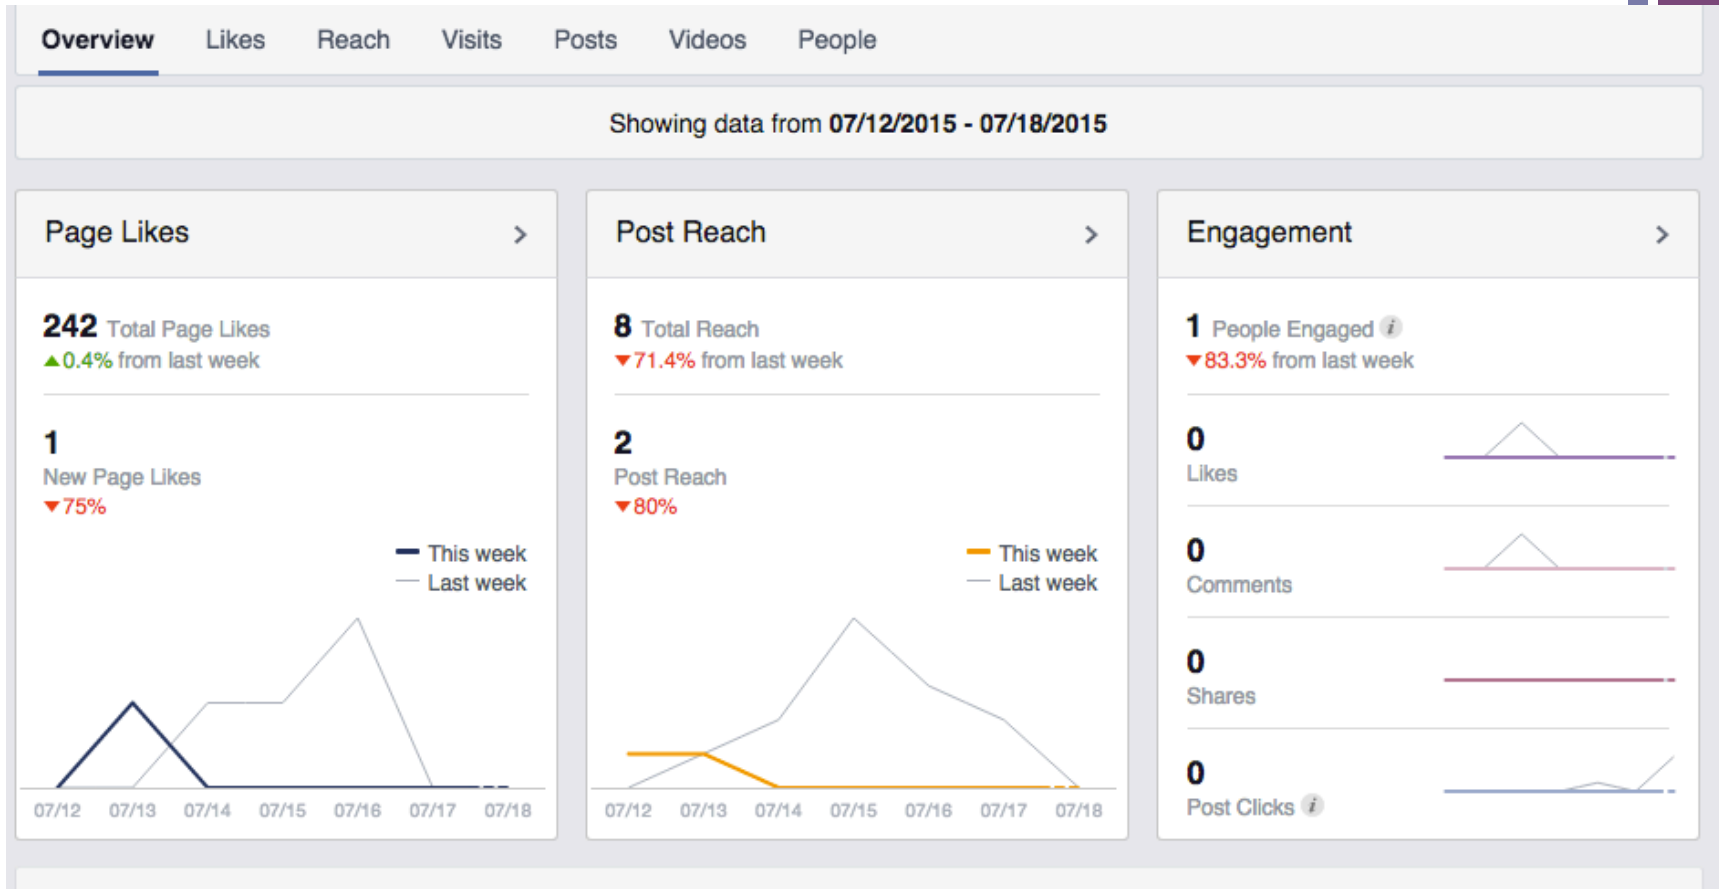 Overview Likes Reach Visits Posts Videos People
Showing data from 07/12/2015 - 07/18/2015
Page Likes
242 Total Page Likes
0.4% from last week
1
New Page Likes
75%
This week
Last week
07/12 07/13 07/14 07/15 07/16 07/17 07/18
Post Reach
8 Total Reach
71.4% from last week
2
Post Reach
80%
This week
Last week
07/12 07/13 07/14 07/15 07/16 07/17 07/18
Engagement
1 People Engaged i
83.3% from last week
0
Likes
0
Comments
0
Shares
0
Post Clicks i